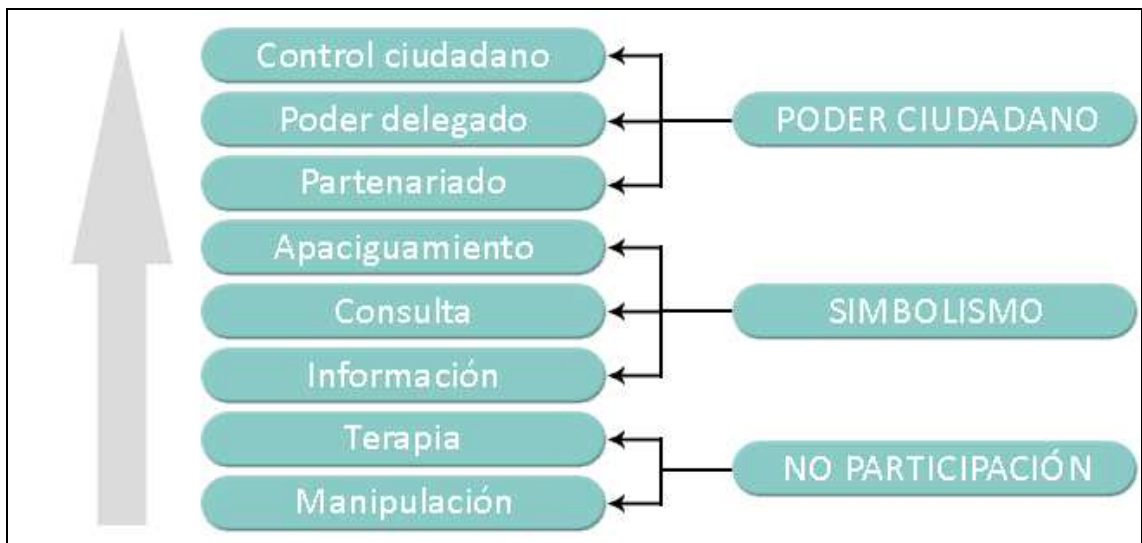 Control ciudadano
Poder delegado
Partenariado
PODER CIUDADANO
Apaciguamiento
Consulta
Información
SIMBOLISMO
Terapia
Manipulación
NO PARTICIPACIÓN